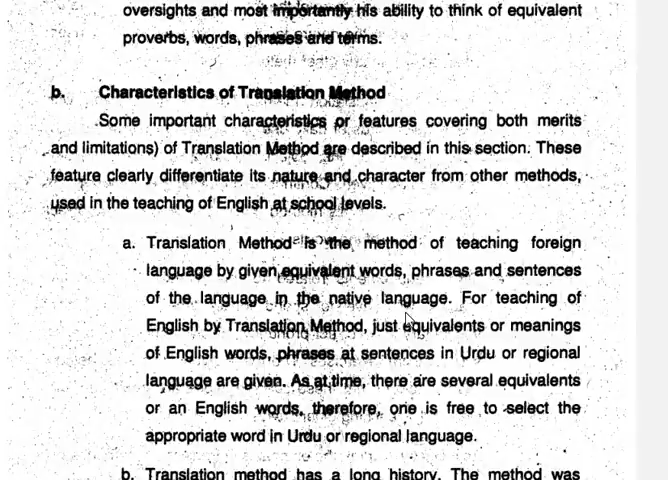 oversights and most importantly his ability to think of equivalent
proverbs, words, phrases and terms.
b. Characteristics of Translation Method
Some important characteristics or features covering both merits
and limitations) of Translation Method are described in this section. These
feature clearly differentiate its nature and character from other methods,
used in the teaching of English at school levels.
a. Translation Method is the method of teaching foreign
language by given equivalent words, phrases and sentences
of the language in the native language. For teaching of
English by Translation Method, just equivalents or meanings
of English words, phrases at sentences in Urdu or regional
language are given. As at time, there are several equivalents
or an English words, therefore, one is free to select the
appropriate word in Urdu or regional language.
b. Translation method has a long history. The method was